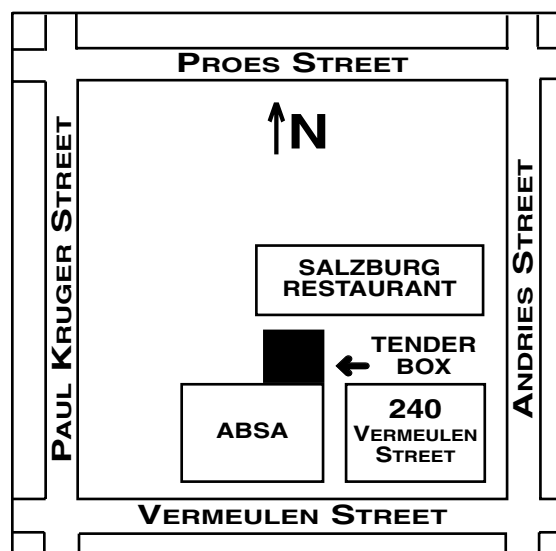 PROES STREET
N
PAUL KRUGER STREET
ANDRIES STREET
SALZBURG
RESTAURANT
TENDER
BOX
ABSA
240
VERMEULEN
STREET
VERMEULEN STREET